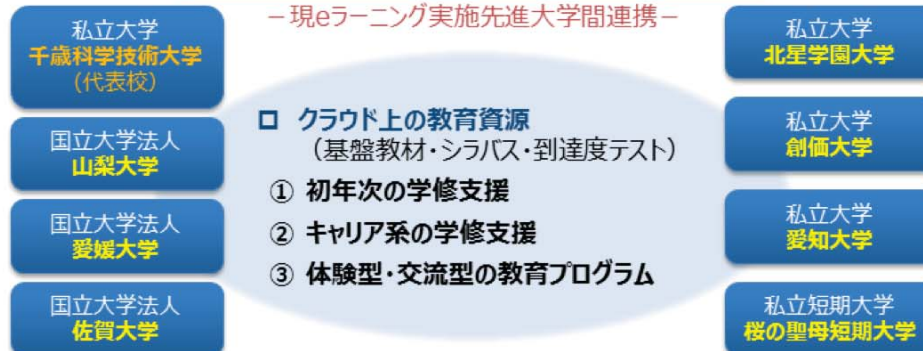 －現eラーニング実施先進大学間連携－
私立大学
千歳科学技術大学
(代表校)
国立大学法人
山梨大学
国立大学法人
愛媛大学
国立大学法人
佐賀大学
クラウド上の教育資源
（基盤教材・シラバス・到達度テスト）
① 初年次の学修支援
② キャリア系の学修支援
③ 体験型・交流型の教育プログラム
私立大学
北星学園大学
私立大学
創価大学
私立大学
愛知大学
私立短期大学
桜の聖母短期大学